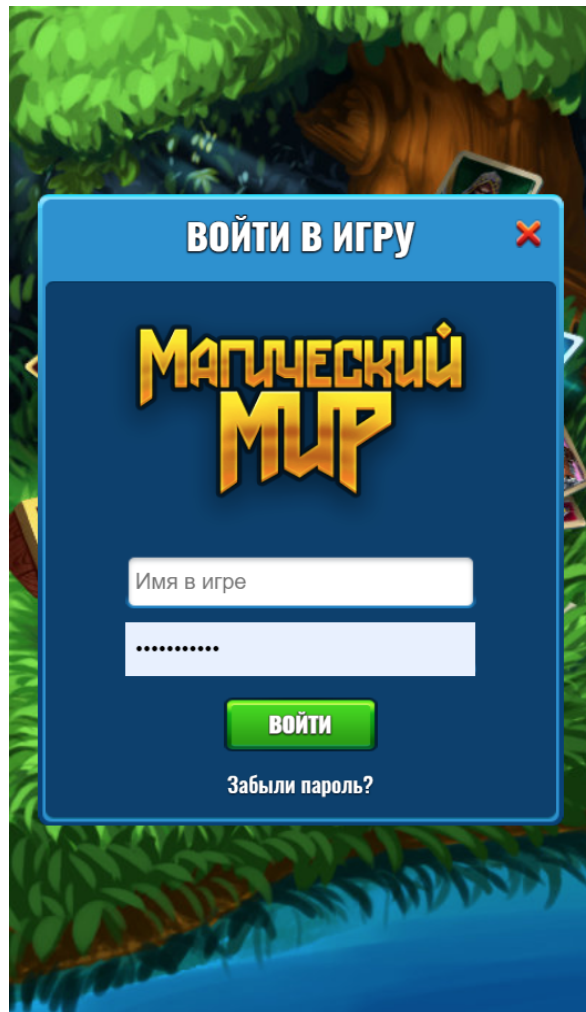 ВОЙТИ В ИГРУ
МАГИЧЕСКИЙ
МИР
Имя в игре
•••••••••••
ВОЙТИ
Забыли пароль?